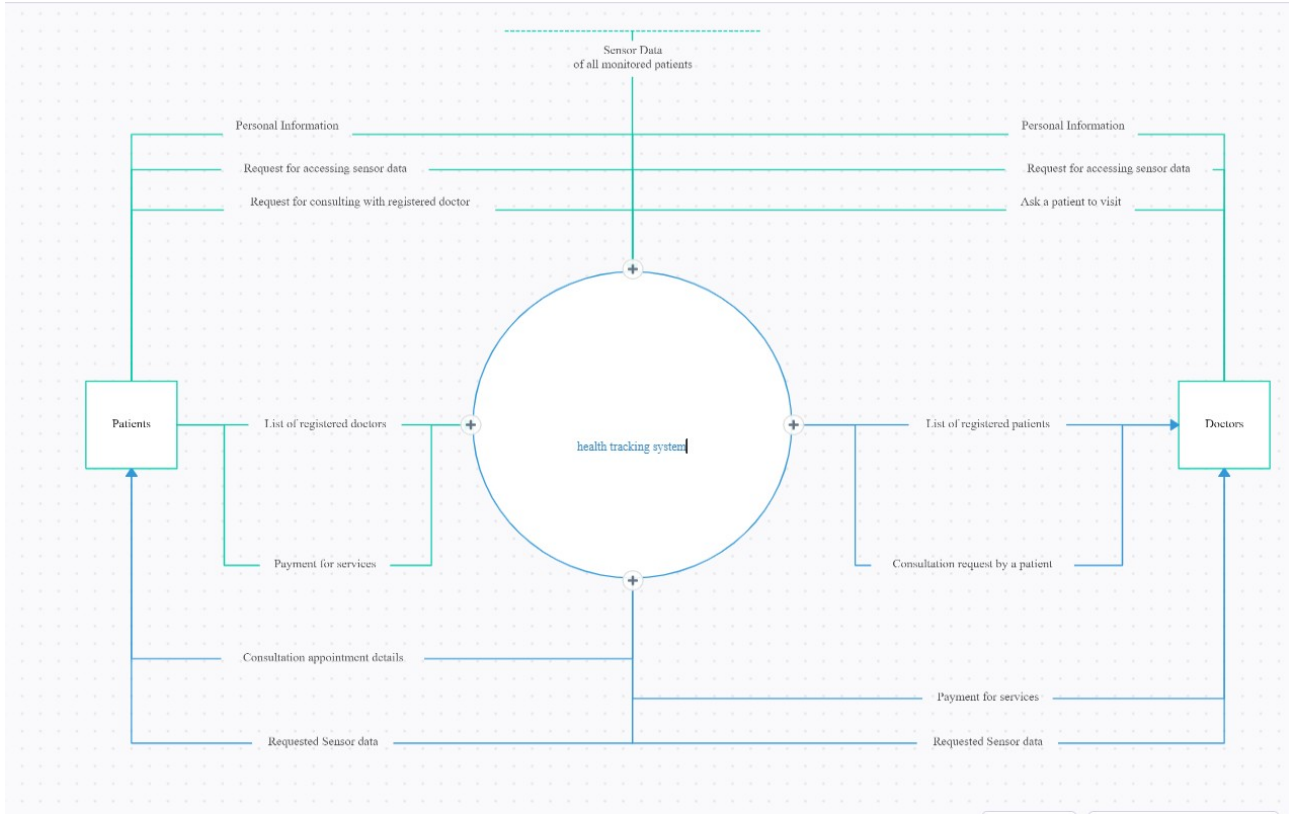 Sensor Data
of all monitored patients
Personal Information
Personal Information
Request for accessing sensor data
Request for accessing sensor data
Request for consulting with registered doctor
Ask a patient to visit
Patients
List of registered doctors
health tracking system
List of registered patients
Doctors
Payment for services
Consultation request by a patient
Consultation appointment details
Payment for services
Requested Sensor data
Requested Sensor data